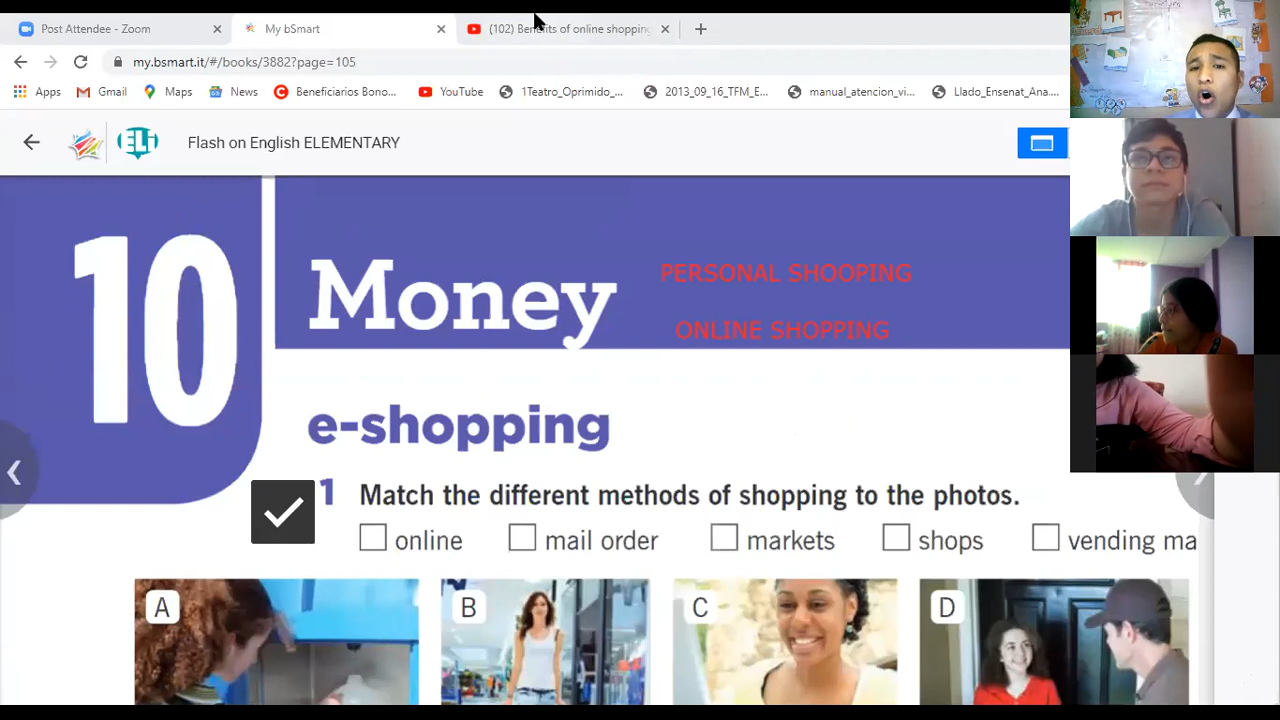 Post Attendee - Zoom
My bSmart
(102) Benefits of online shopping
my.bsmart.it/#/books/3882?page=105
Apps
Gmail
Maps
News
Beneficiarios Bono...
YouTube
1Teatro_Oprimido_...
2013_09_16_TFM_E...
manual_atencion_vi...
Llado_Ensenat_Ana....
ELi
Flash on English ELEMENTARY
10
Money
PERSONAL SHOOPING
ONLINE SHOPPING
e-shopping
1 Match the different methods of shopping to the photos.
online
mail order
markets
shops
vending ma
A
B
C
D